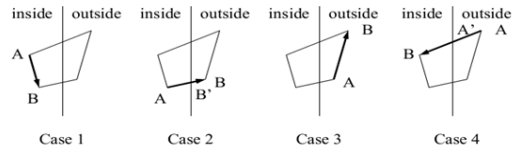 inside outside inside outside inside outside inside outside
A B A B' B B A B A' A
Case 1 Case 2 Case 3 Case 4